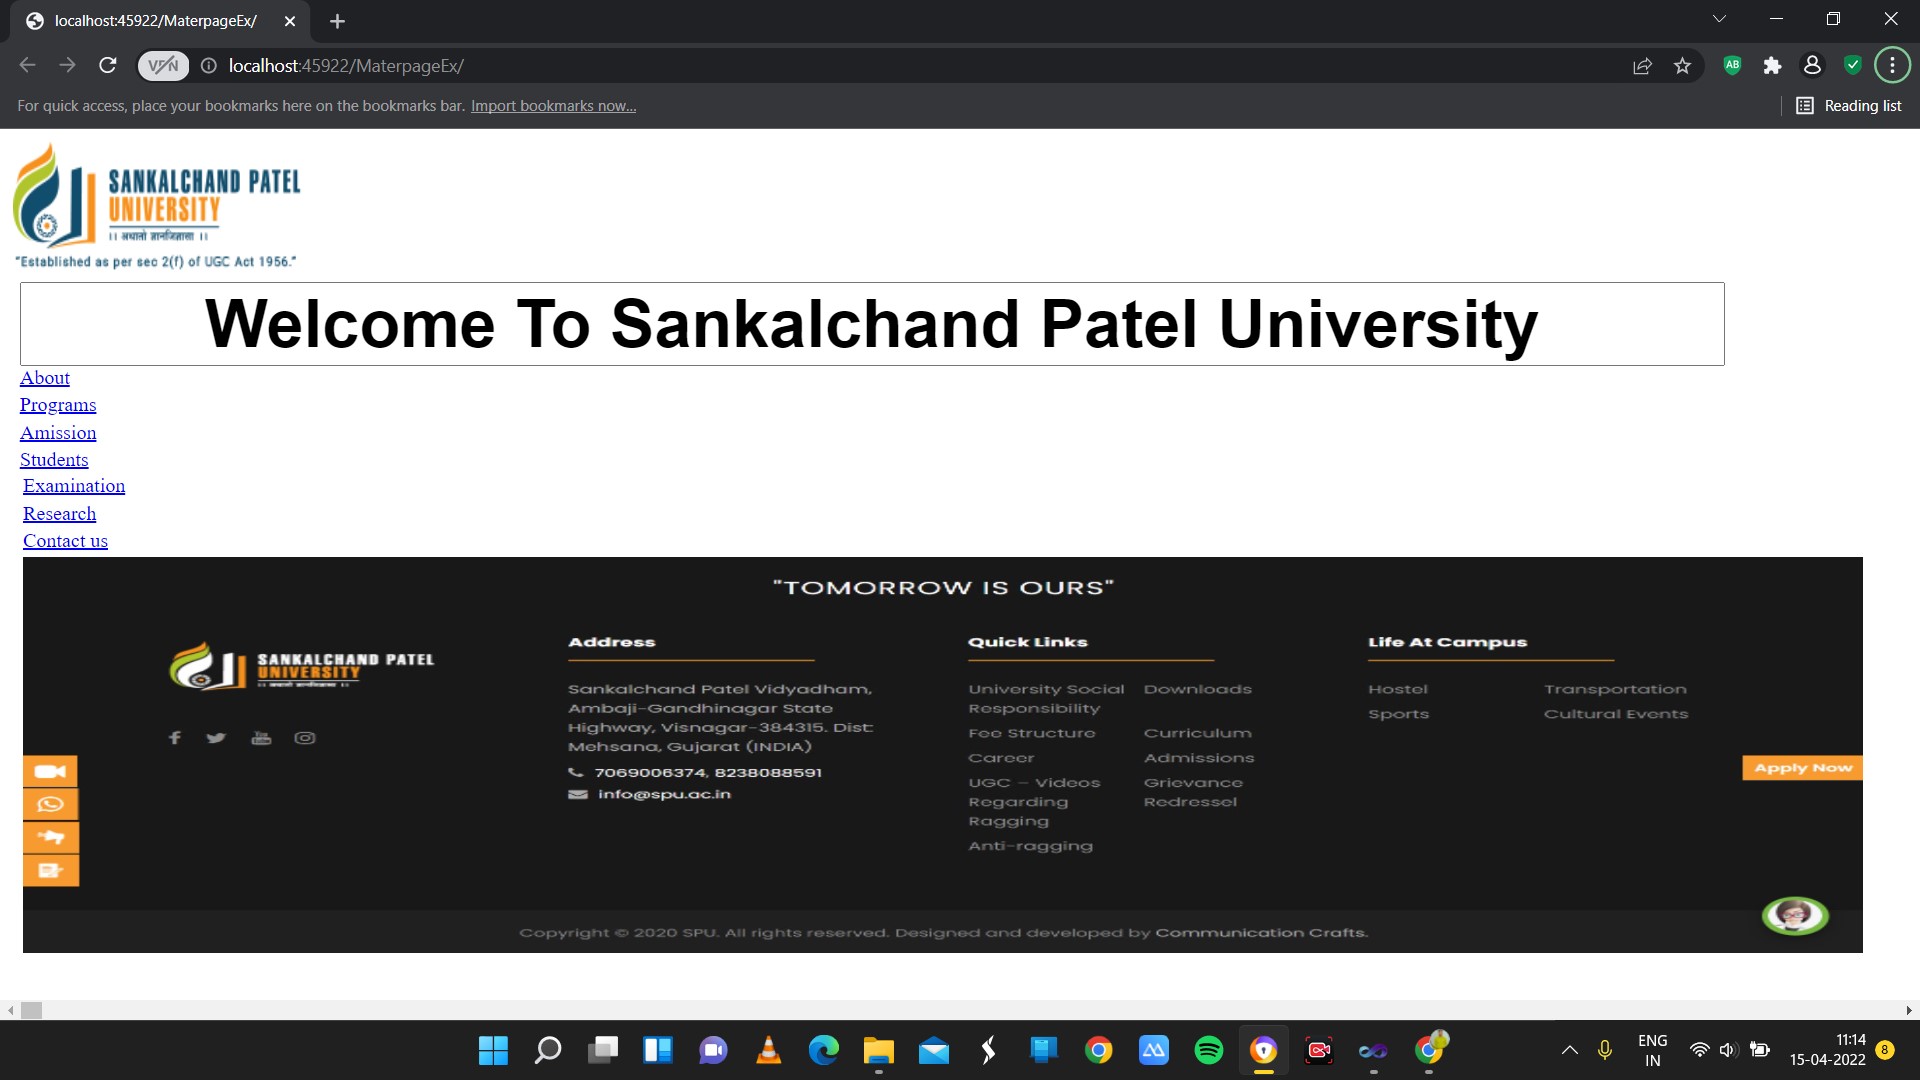 localhost:45922/MaterpageEx/
VPN localhost:45922/MaterpageEx/
AB
For quick access, place your bookmarks here on the bookmarks bar. Import bookmarks now...
Reading list
SANKALCHAND PATEL
UNIVERSITY
।। अथातो ज्ञानजिज्ञासा ।।
"Established as per sec 2(f) of UGC Act 1956."
Welcome To Sankalchand Patel University
About
Programs
Amission
Students
Examination
Research
Contact us
"TOMORROW IS OURS"
SANKALCHAND PATEL
UNIVERSITY
Address
Sankalchand Patel Vidyadham,
Ambaji-Gandhinagar State
Highway, Visnagar-384315. Dist:
Mehsana, Gujarat (INDIA)
7069006374, 8238088591
info@spu.ac.in
Quick Links
University Social Responsibility
Downloads
Fee Structure
Curriculum
Career
Admissions
UGC – Videos Regarding Ragging
Grievance Redressel
Anti-ragging
Life At Campus
Hostel
Transportation
Sports
Cultural Events
Apply Now
Copyright © 2020 SPU. All rights reserved. Designed and developed by Communication Crafts.
ENG
IN
11:14
15-04-2022
8